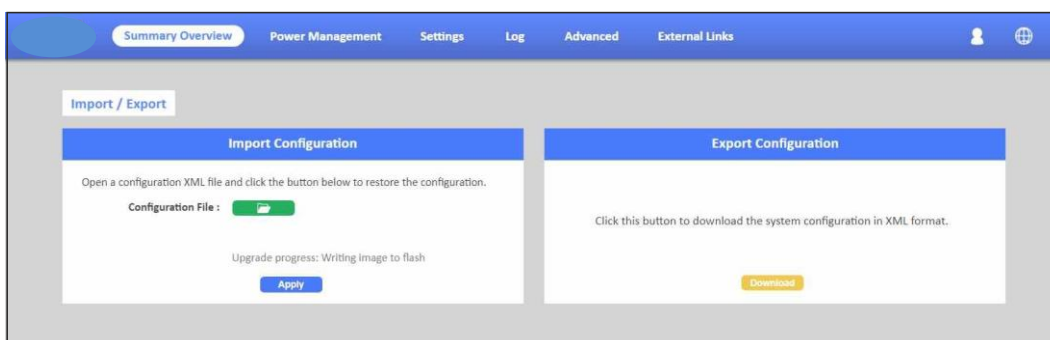 Summary Overview Power Management Settings Log Advanced External Links
Import / Export
Import Configuration
Open a configuration XML file and click the button below to restore the configuration.
Configuration File :
Upgrade progress: Writing image to flash
Apply
Export Configuration
Click this button to download the system configuration in XML format.
Download